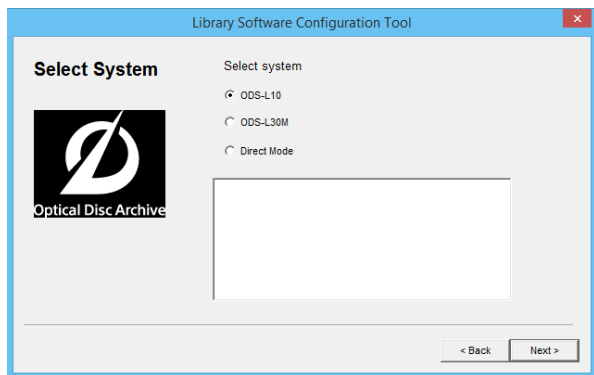 Library Software Configuration Tool
Select System
Select system
ODS-L10
ODS-L30M
Direct Mode
Optical Disc Archive
< Back
Next >